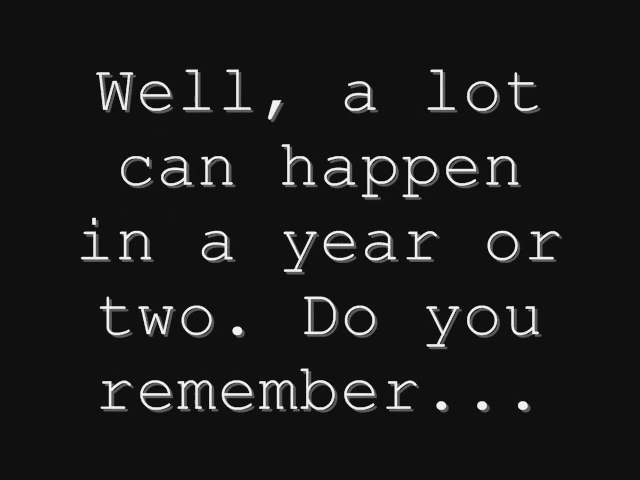 Well, a lot
can happen
in a year or
two. Do you
remember...